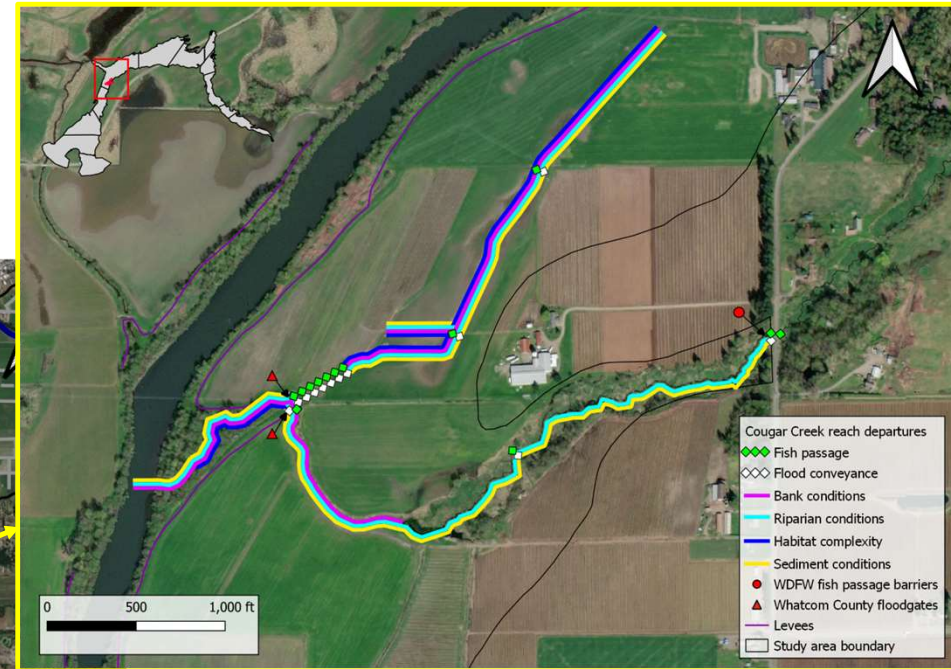 Cougar Creek reach departures
Fish passage
Flood conveyance
Bank conditions
Riparian conditions
Habitat complexity
Sediment conditions
WDFW fish passage barriers
Whatcom County floodgates
Levees
Study area boundary
0 500 1,000 ft